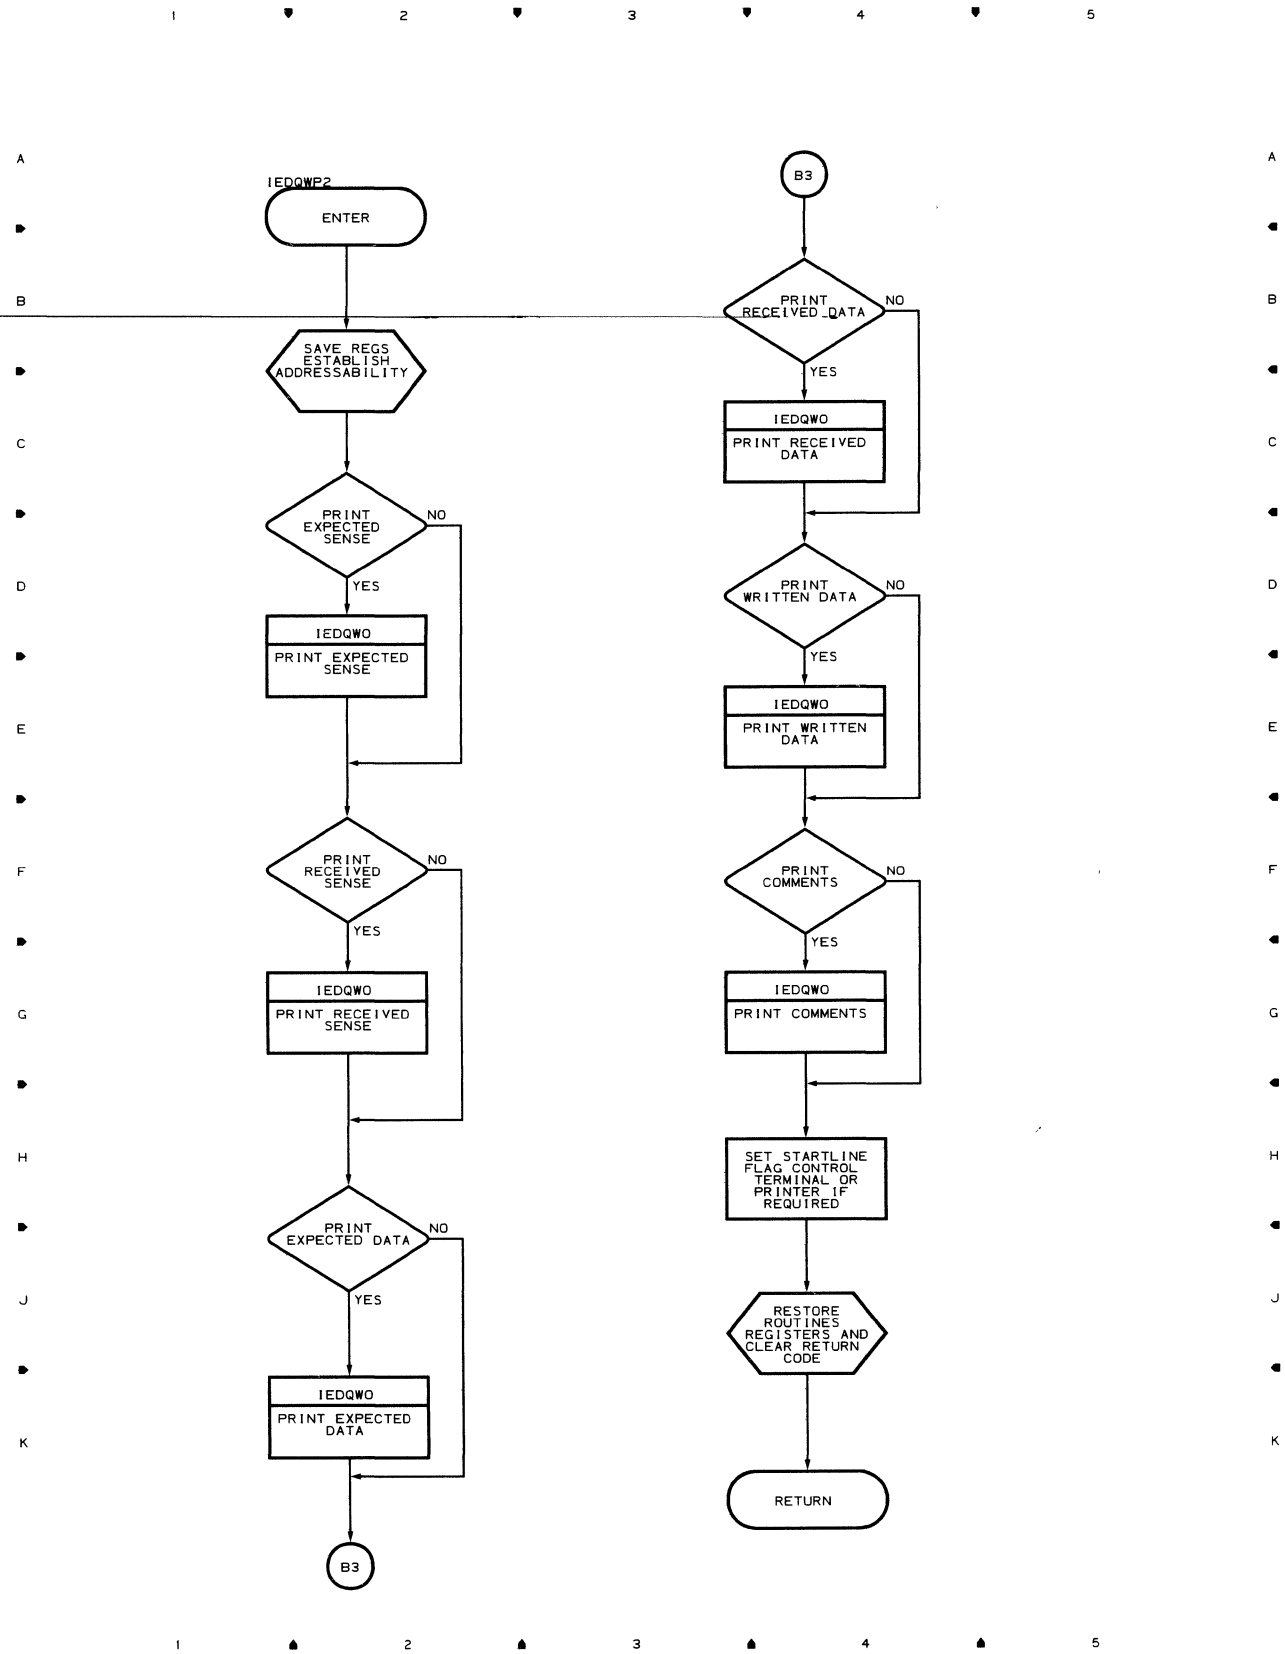 1 2 3 4 5
A
IEDQWP2
ENTER
B
SAVE REGS
ESTABLISH
ADDRESSABILITY
C
PRINT
EXPECTED
SENSE
NO
YES
D
IEDQWO
PRINT EXPECTED
SENSE
E
PRINT
RECEIVED
SENSE
NO
YES
F
IEDQWO
PRINT RECEIVED
SENSE
G
H
PRINT
EXPECTED DATA
NO
YES
J
IEDQWO
PRINT EXPECTED
DATA
K
B3
B3
A
PRINT
RECEIVED DATA
NO
YES
B
IEDQWO
PRINT RECEIVED
DATA
C
PRINT
WRITTEN DATA
NO
YES
D
IEDQWO
PRINT WRITTEN
DATA
E
PRINT
COMMENTS
NO
YES
F
IEDQWO
PRINT COMMENTS
G
SET STARTLINE
FLAG CONTROL
TERMINAL OR
PRINTER IF
REQUIRED
H
RESTORE
ROUTINES
REGISTERS AND
CLEAR RETURN
CODE
J
K
RETURN
1 2 3 4 5